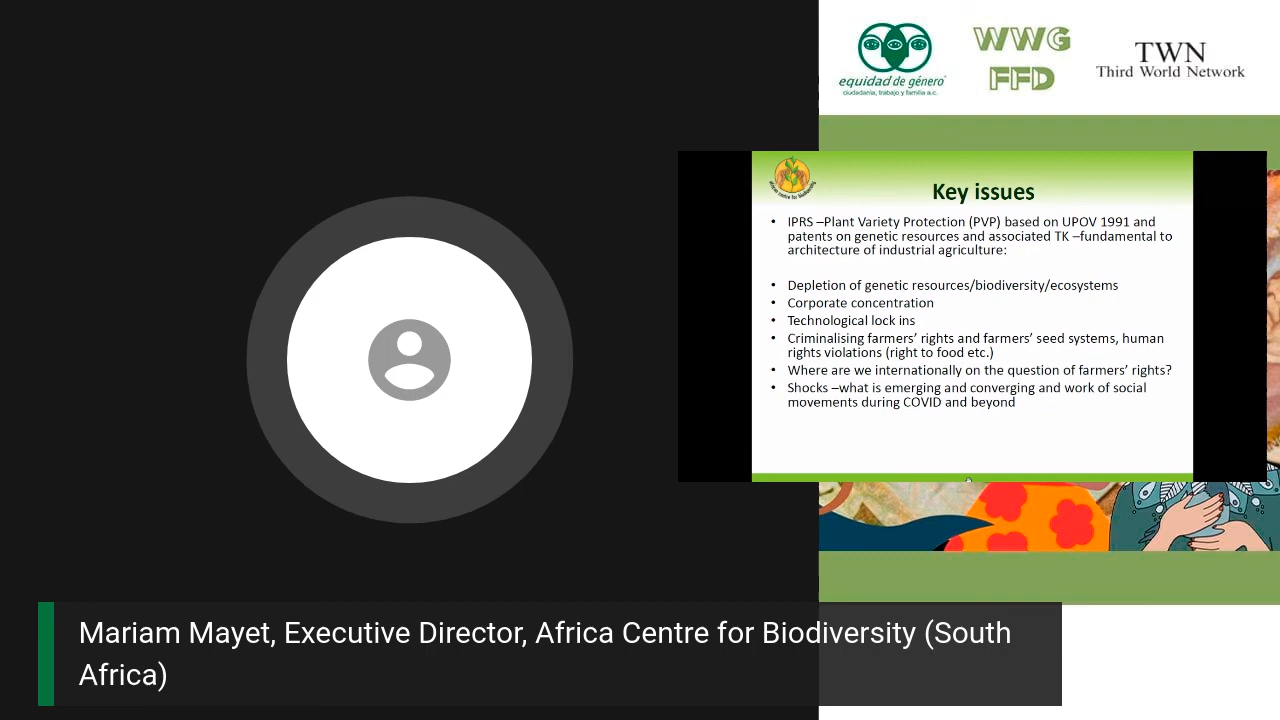 equidad de género
ciudadanía, trabajo y familia a.c.
WWG
FFD
TWN
Third World Network
african centre for biodiversity
Key issues
• IPRS –Plant Variety Protection (PVP) based on UPOV 1991 and
patents on genetic resources and associated TK –fundamental to
architecture of industrial agriculture:
• Depletion of genetic resources/biodiversity/ecosystems
• Corporate concentration
• Technological lock ins
• Criminalising farmers’ rights and farmers’ seed systems, human
rights violations (right to food etc.)
• Where are we internationally on the question of farmers’ rights?
• Shocks –what is emerging and converging and work of social
movements during COVID and beyond
Mariam Mayet, Executive Director, Africa Centre for Biodiversity (South
Africa)